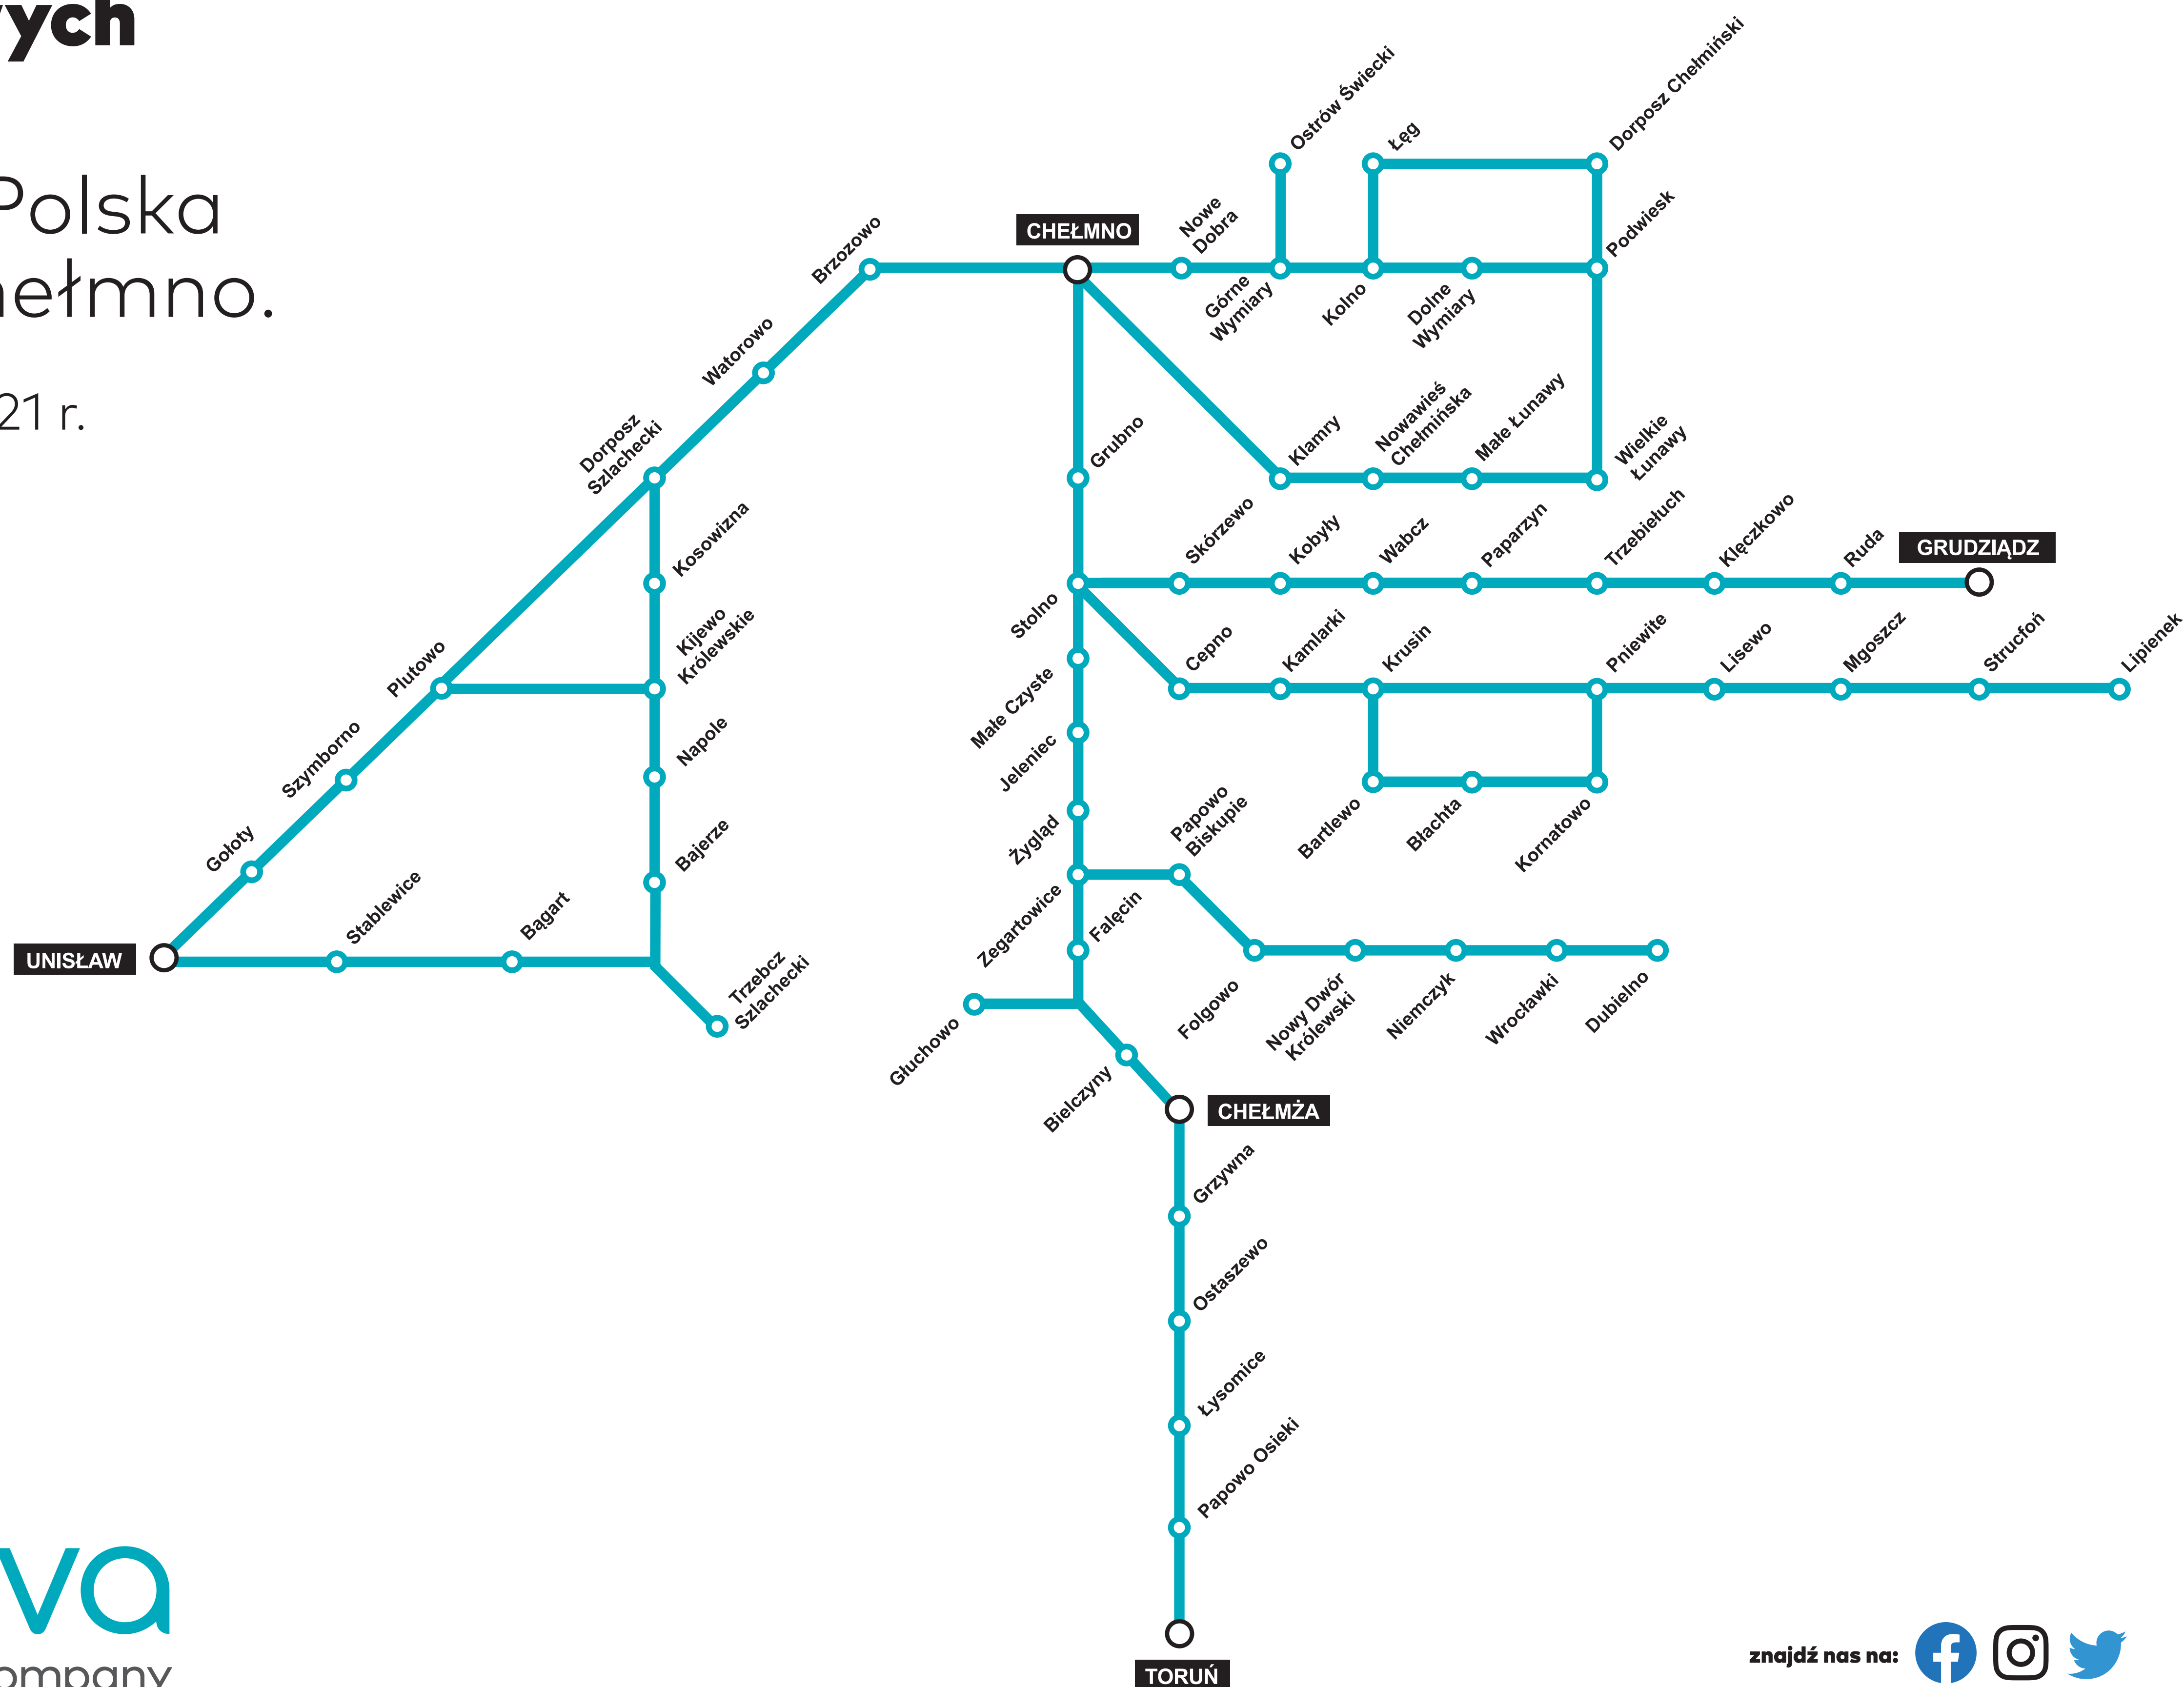 ych
Polska
hełmno.
21 r.
Ostrów Świecki
Łęg
Dorposz Chełmiński
CHEŁMNO
Nowe
Dobra
Brzozowo
Podwiesk
Górne
Wymiary
Kolno
Dolne
Wymiary
Watorowo
Dorposz
Szlachecki
Grubno
Klamry
Nowawieś
Chełmińska
Małe Łunawy
Wielkie
Łunawy
Kosowizna
Skórzewo
Kobyły
Wabcz
Paparzyn
Trzebiełuch
Klęczkowo
Ruda
GRUDZIĄDZ
Stolno
Kijewo
Królewskie
Plutowo
Cepno
Kamlarki
Krusin
Pniewite
Lisewo
Mgoszcz
Strucfoń
Lipienek
Małe Czyste
Szymborno
Napole
Jeleniec
Gołoty
Bajerze
Żygląd
Papowo
Biskupie
Bartlewo
Błachta
Kornatowo
Stablewice
Bągart
Zegartowice
Falęcin
UNISŁAW
Trzebcz
Szlachecki
Głuchowo
Folgowo
Nowy Dwór
Królewski
Niemczyk
Wrocławki
Dubielno
Bielczyny
CHEŁMŻA
Grzywna
Ostaszewo
Łysomice
Papowo Osieki
TORUŃ
va
ompany
znajdź nas na: